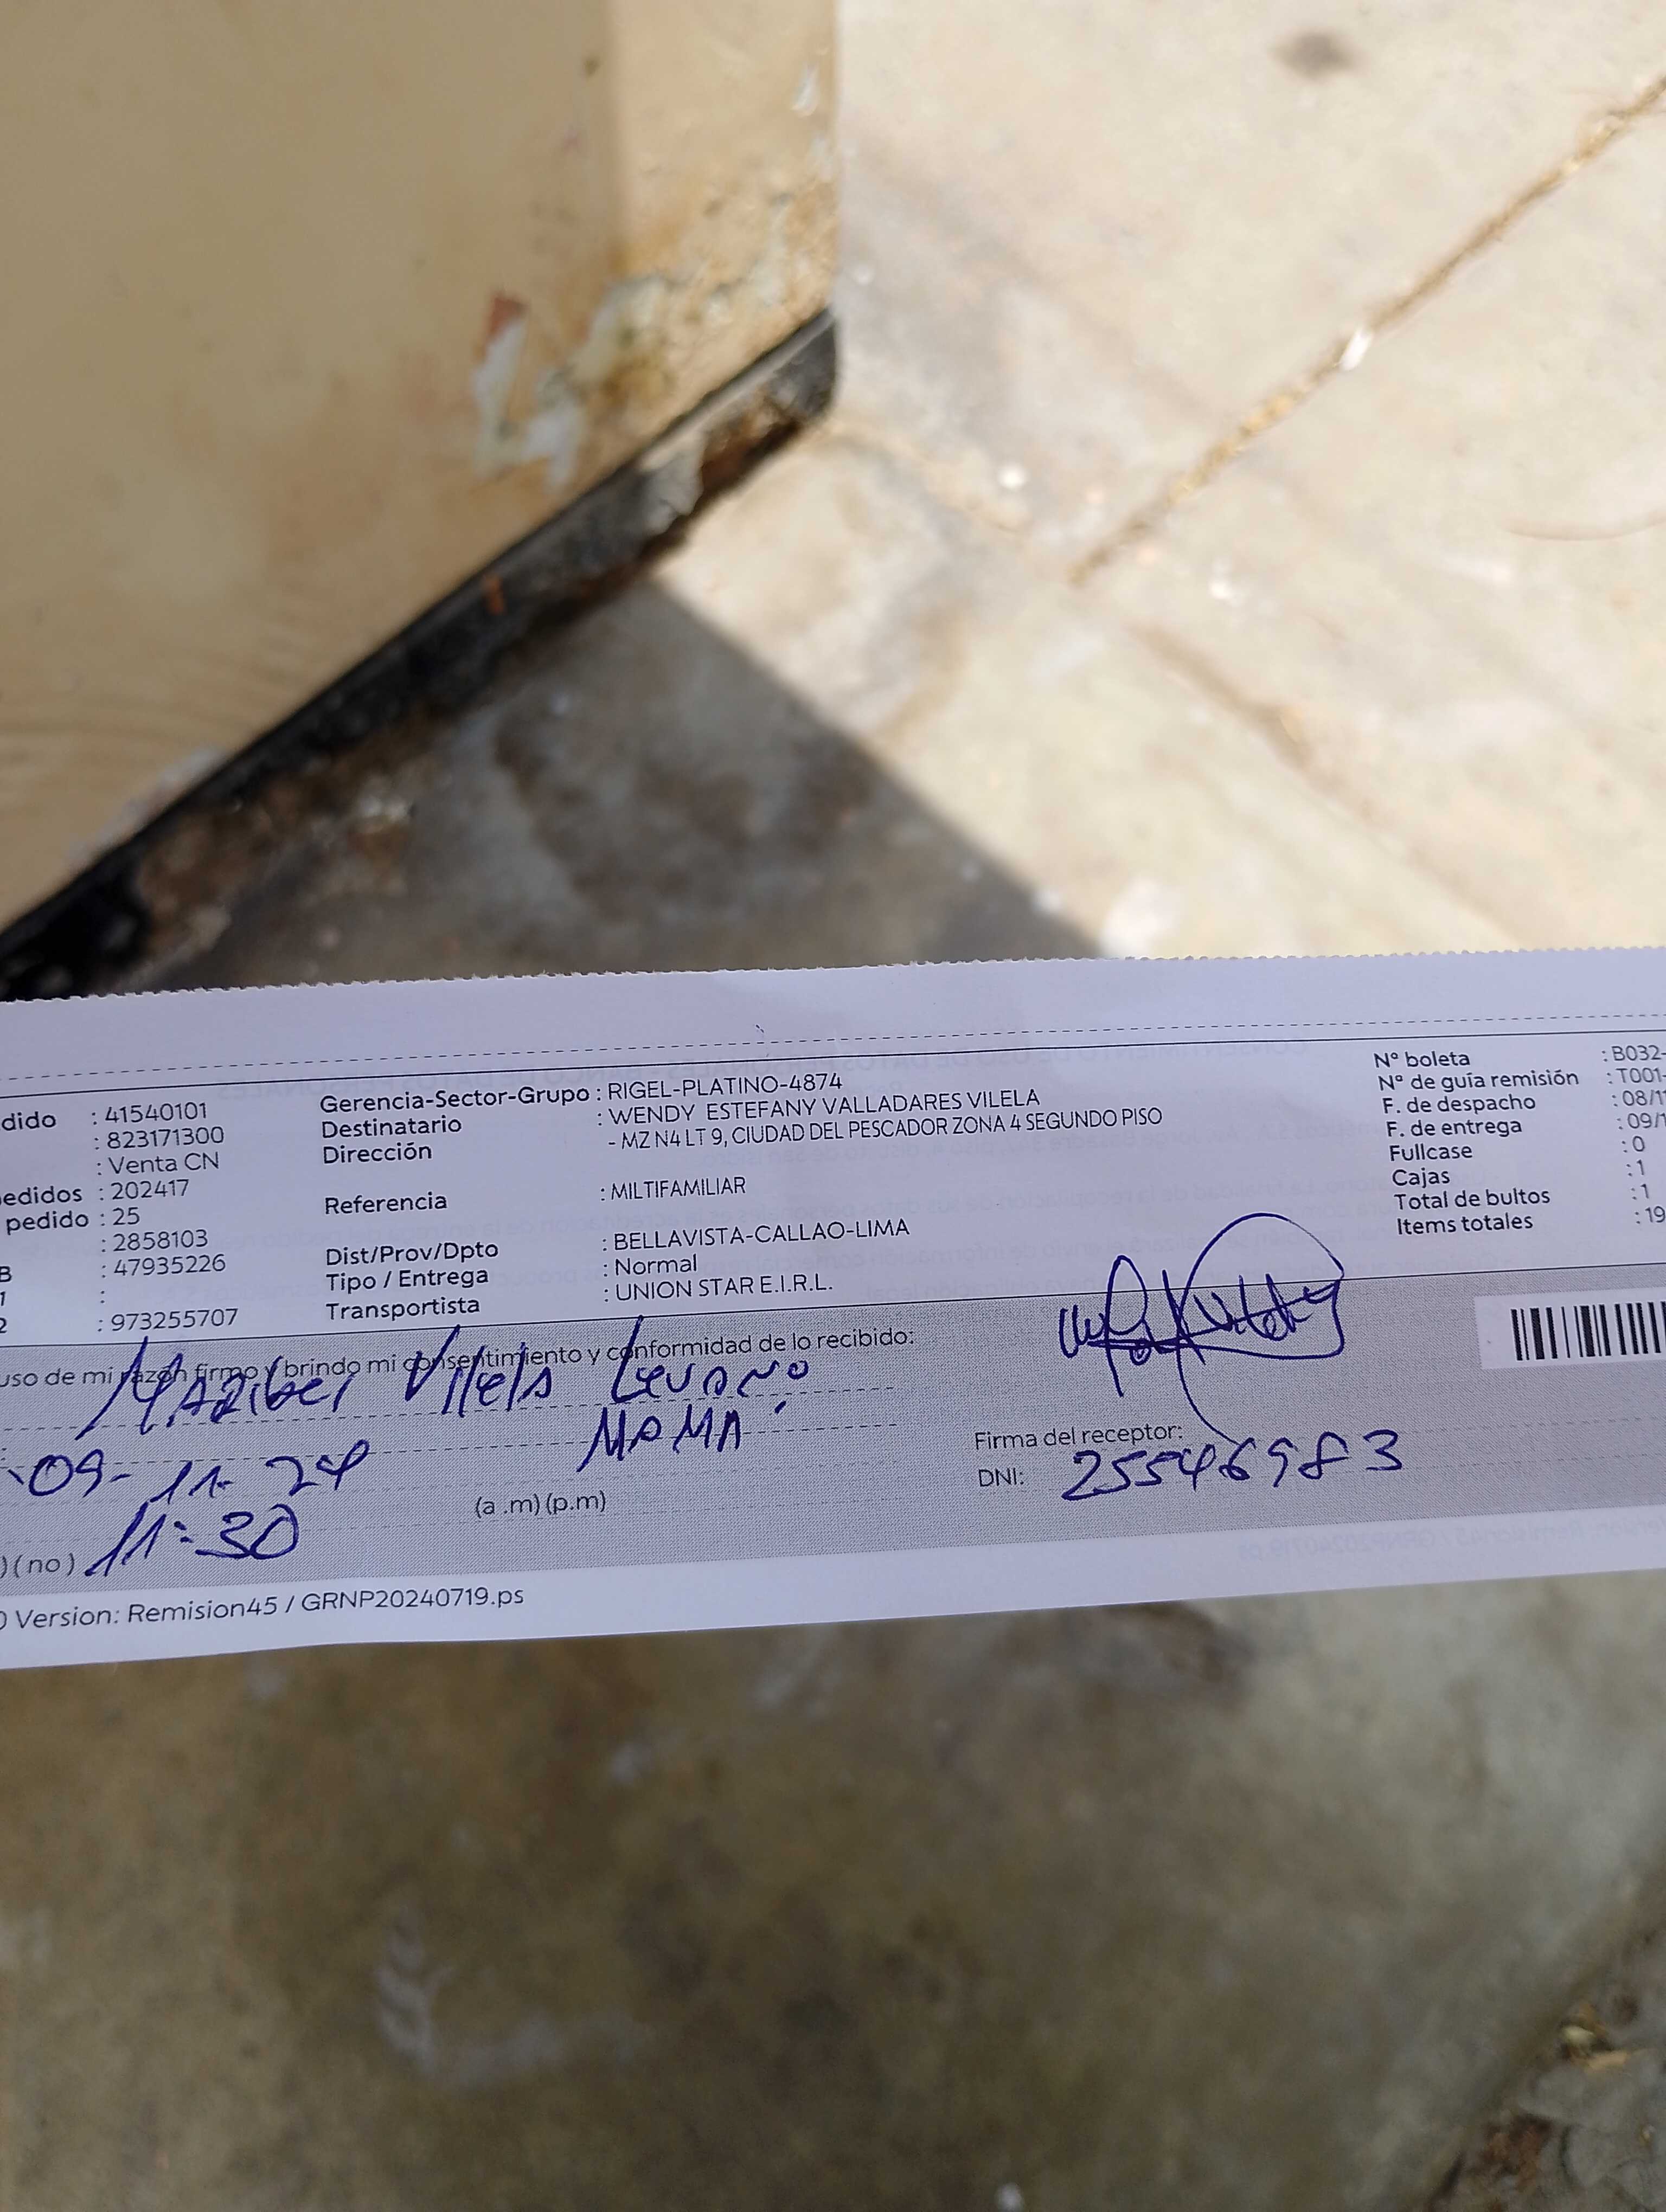 dido : 41540101
: 823171300
: Venta CN
edidos : 202417
pedido : 25
: 2858103
B : 47935226
1 :
2 : 973255707
Gerencia-Sector-Grupo : RIGEL-PLATINO-4874
Destinatario : WENDY ESTEFANY VALLADARES VILELA
Dirección - MZ N4 LT 9, CIUDAD DEL PESCADOR ZONA 4 SEGUNDO PISO
Referencia : MILTIFAMILIAR
Dist/Prov/Dpto : BELLAVISTA-CALLAO-LIMA
Tipo / Entrega : Normal
Transportista : UNION STAR E.I.R.L.
Nº boleta : B032-
Nº de guía remisión : T001-
F. de despacho : 08/1
F. de entrega : 09/1
Fullcase : 0
Cajas : 1
Total de bultos : 1
Items totales : 19
uso de mi razón firmo y brindo mi consentimiento y conformidad de lo recibido:
Maribel Vilela Levano
MAMA
09-11-24
(a .m) (p.m)
)(no) 11:30
Firma del receptor:
DNI: 25546983
Version: Remision45 / GRNP20240719.ps